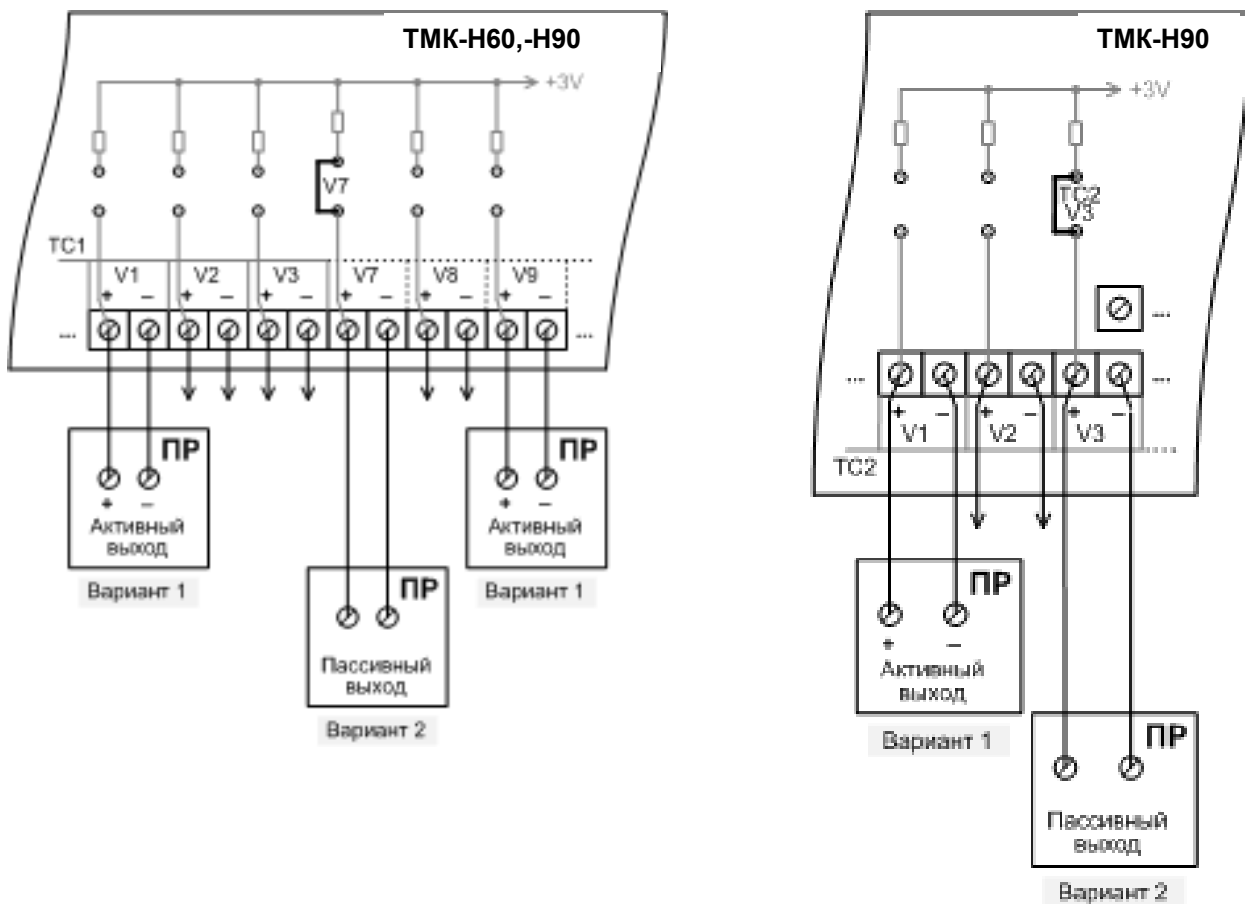 ТМК-Н60,-Н90
+3V
V7
TC1
V1 V2 V3 V7 V8 V9
+ – + – + – + – + – + –
... ...
ПР
+ –
Активный
выход
Вариант 1
ПР
Пассивный
выход
Вариант 2
ПР
+ –
Активный
выход
Вариант 1
ТМК-Н90
+3V
TC2
V3
...
... ...
+ – + – + –
V1 V2 V3
TC2
ПР
+ –
Активный
выход
Вариант 1
ПР
Пассивный
выход
Вариант 2